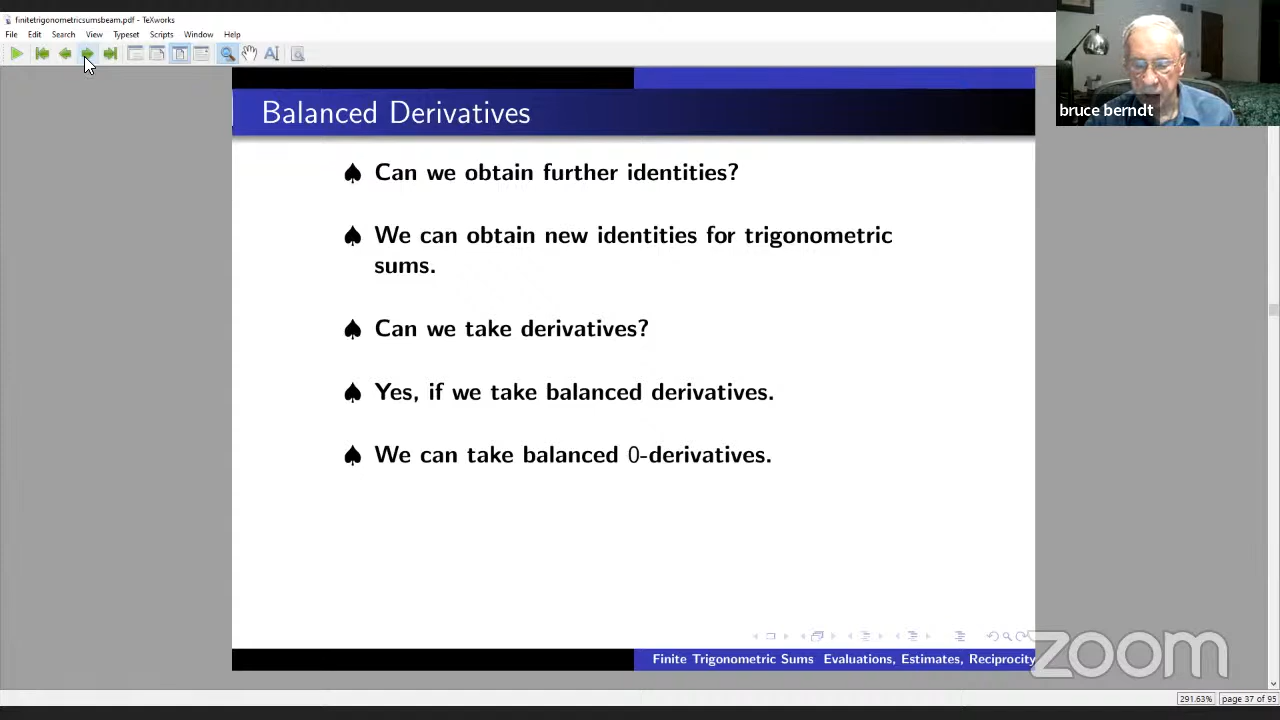 finitetrigonometricsumsbeam.pdf - TeXworks
File Edit Search View Typeset Scripts Window Help
bruce berndt
Balanced Derivatives
♠ Can we obtain further identities?
♠ We can obtain new identities for trigonometric
sums.
♠ Can we take derivatives?
♠ Yes, if we take balanced derivatives.
♠ We can take balanced 0-derivatives.
Finite Trigonometric Sums Evaluations, Estimates, Reciprocity
zoom
291.63% page 37 of 95